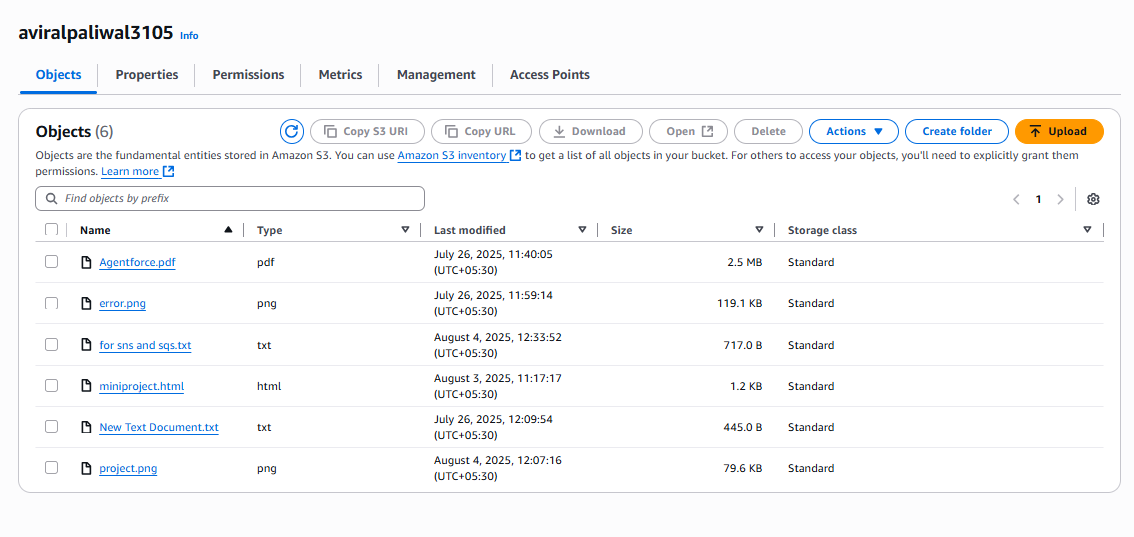 aviralpaliwal3105 Info
Objects Properties Permissions Metrics Management Access Points
Objects (6) Copy S3 URI Copy URL Download Open Delete Actions Create folder Upload
Objects are the fundamental entities stored in Amazon S3. You can use Amazon S3 inventory to get a list of all objects in your bucket. For others to access your objects, you'll need to explicitly grant them
permissions. Learn more
Find objects by prefix 1
Name Type Last modified Size Storage class
Agentforce.pdf pdf July 26, 2025, 11:40:05 (UTC+05:30) 2.5 MB Standard
error.png png July 26, 2025, 11:59:14 (UTC+05:30) 119.1 KB Standard
for sns and sqs.txt txt August 4, 2025, 12:33:52 (UTC+05:30) 717.0 B Standard
miniproject.html html August 3, 2025, 11:17:17 (UTC+05:30) 1.2 KB Standard
New Text Document.txt txt July 26, 2025, 12:09:54 (UTC+05:30) 445.0 B Standard
project.png png August 4, 2025, 12:07:16 (UTC+05:30) 79.6 KB Standard